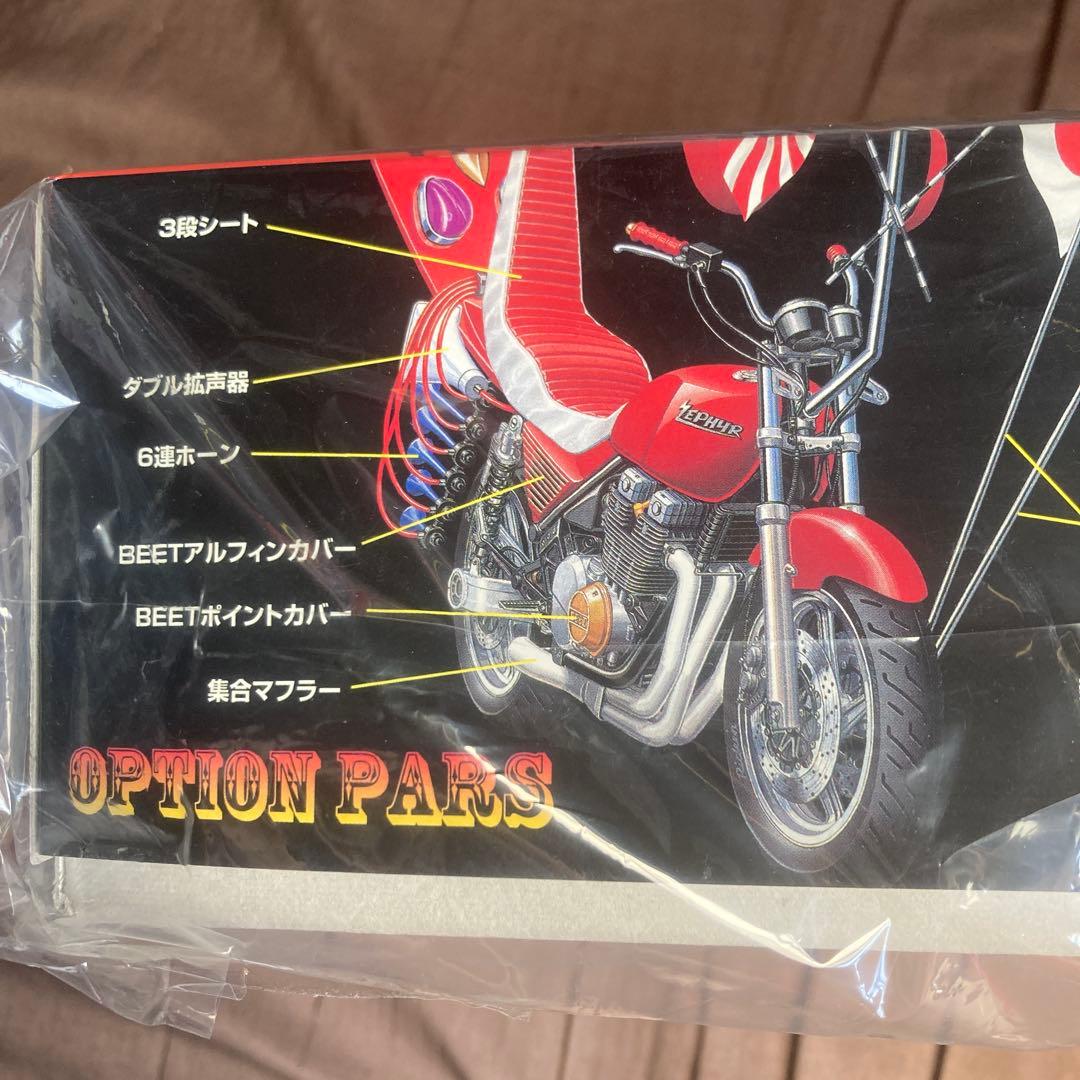 3段シート
ダブル拡声器
6連ホーン
BEETアルフィンカバー
BEETポイントカバー
集合マフラー
ZEPHYR
OPTION PARS